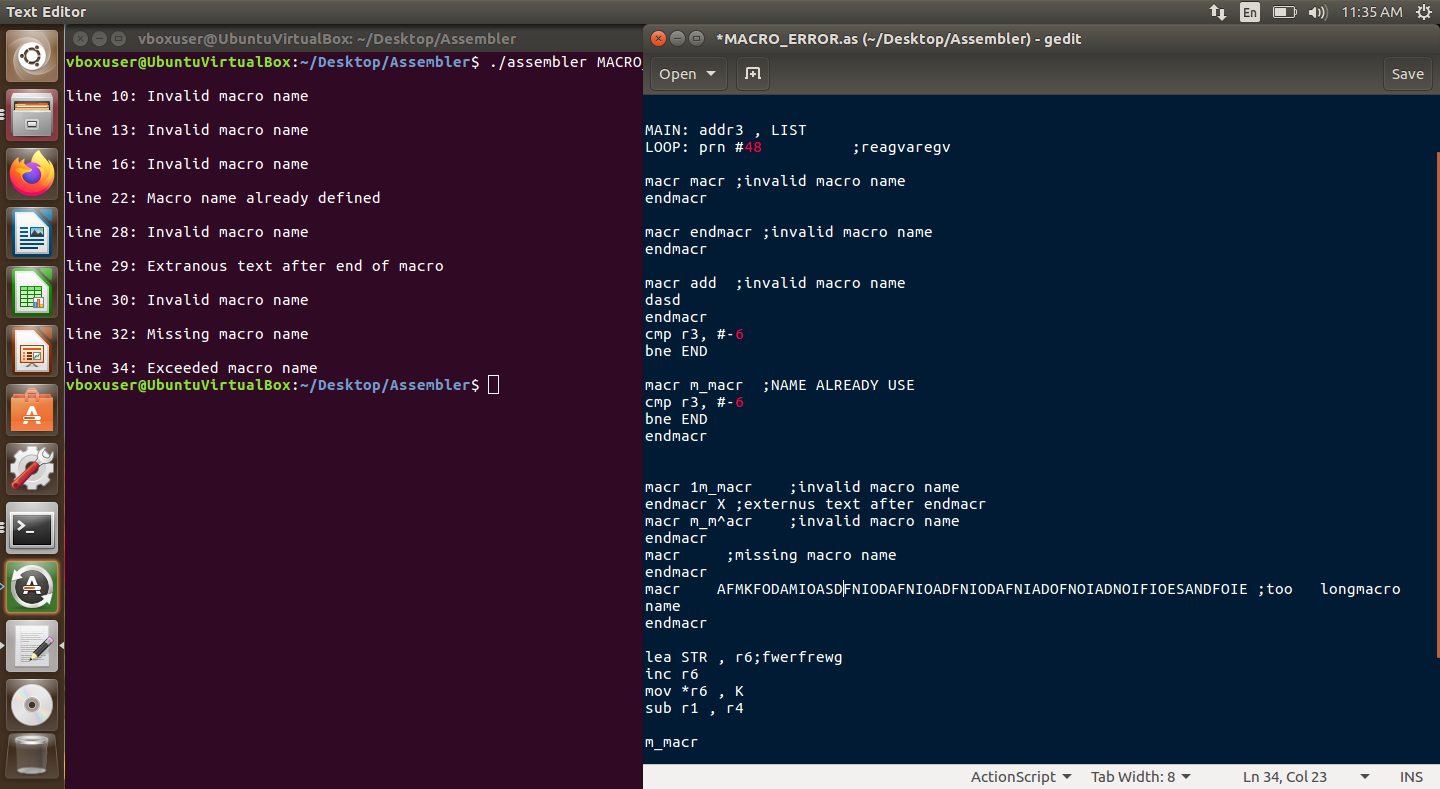 Text Editor
En
11:35 AM
vboxuser@UbuntuVirtualBox: ~/Desktop/Assembler
vboxuser@UbuntuVirtualBox:~/Desktop/Assembler$ ./assembler MACRO_
line 10: Invalid macro name
line 13: Invalid macro name
line 16: Invalid macro name
line 22: Macro name already defined
line 28: Invalid macro name
line 29: Extranous text after end of macro
line 30: Invalid macro name
line 32: Missing macro name
line 34: Exceeded macro name
vboxuser@UbuntuVirtualBox:~/Desktop/Assembler$
*MACRO_ERROR.as (~/Desktop/Assembler) - gedit
Open
Save
MAIN: addr3 , LIST
LOOP: prn #48 ;reagvaregv
macr macr ;invalid macro name
endmacr
macr endmacr ;invalid macro name
endmacr
macr add ;invalid macro name
dasd
endmacr
cmp r3, #-6
bne END
macr m_macr ;NAME ALREADY USE
cmp r3, #-6
bne END
endmacr
macr 1m_macr ;invalid macro name
endmacr X ;externus text after endmacr
macr m_m^acr ;invalid macro name
endmacr
macr ;missing macro name
endmacr
macr AFMKFODAMIOASDFNIODAFNIOADFNIODAFNIADOFNOIADNOIFIOESANDFOIE ;too longmacro
name
endmacr
lea STR , r6;fwerfrewg
inc r6
mov *r6 , K
sub r1 , r4
m_macr
ActionScript
Tab Width: 8
Ln 34, Col 23
INS